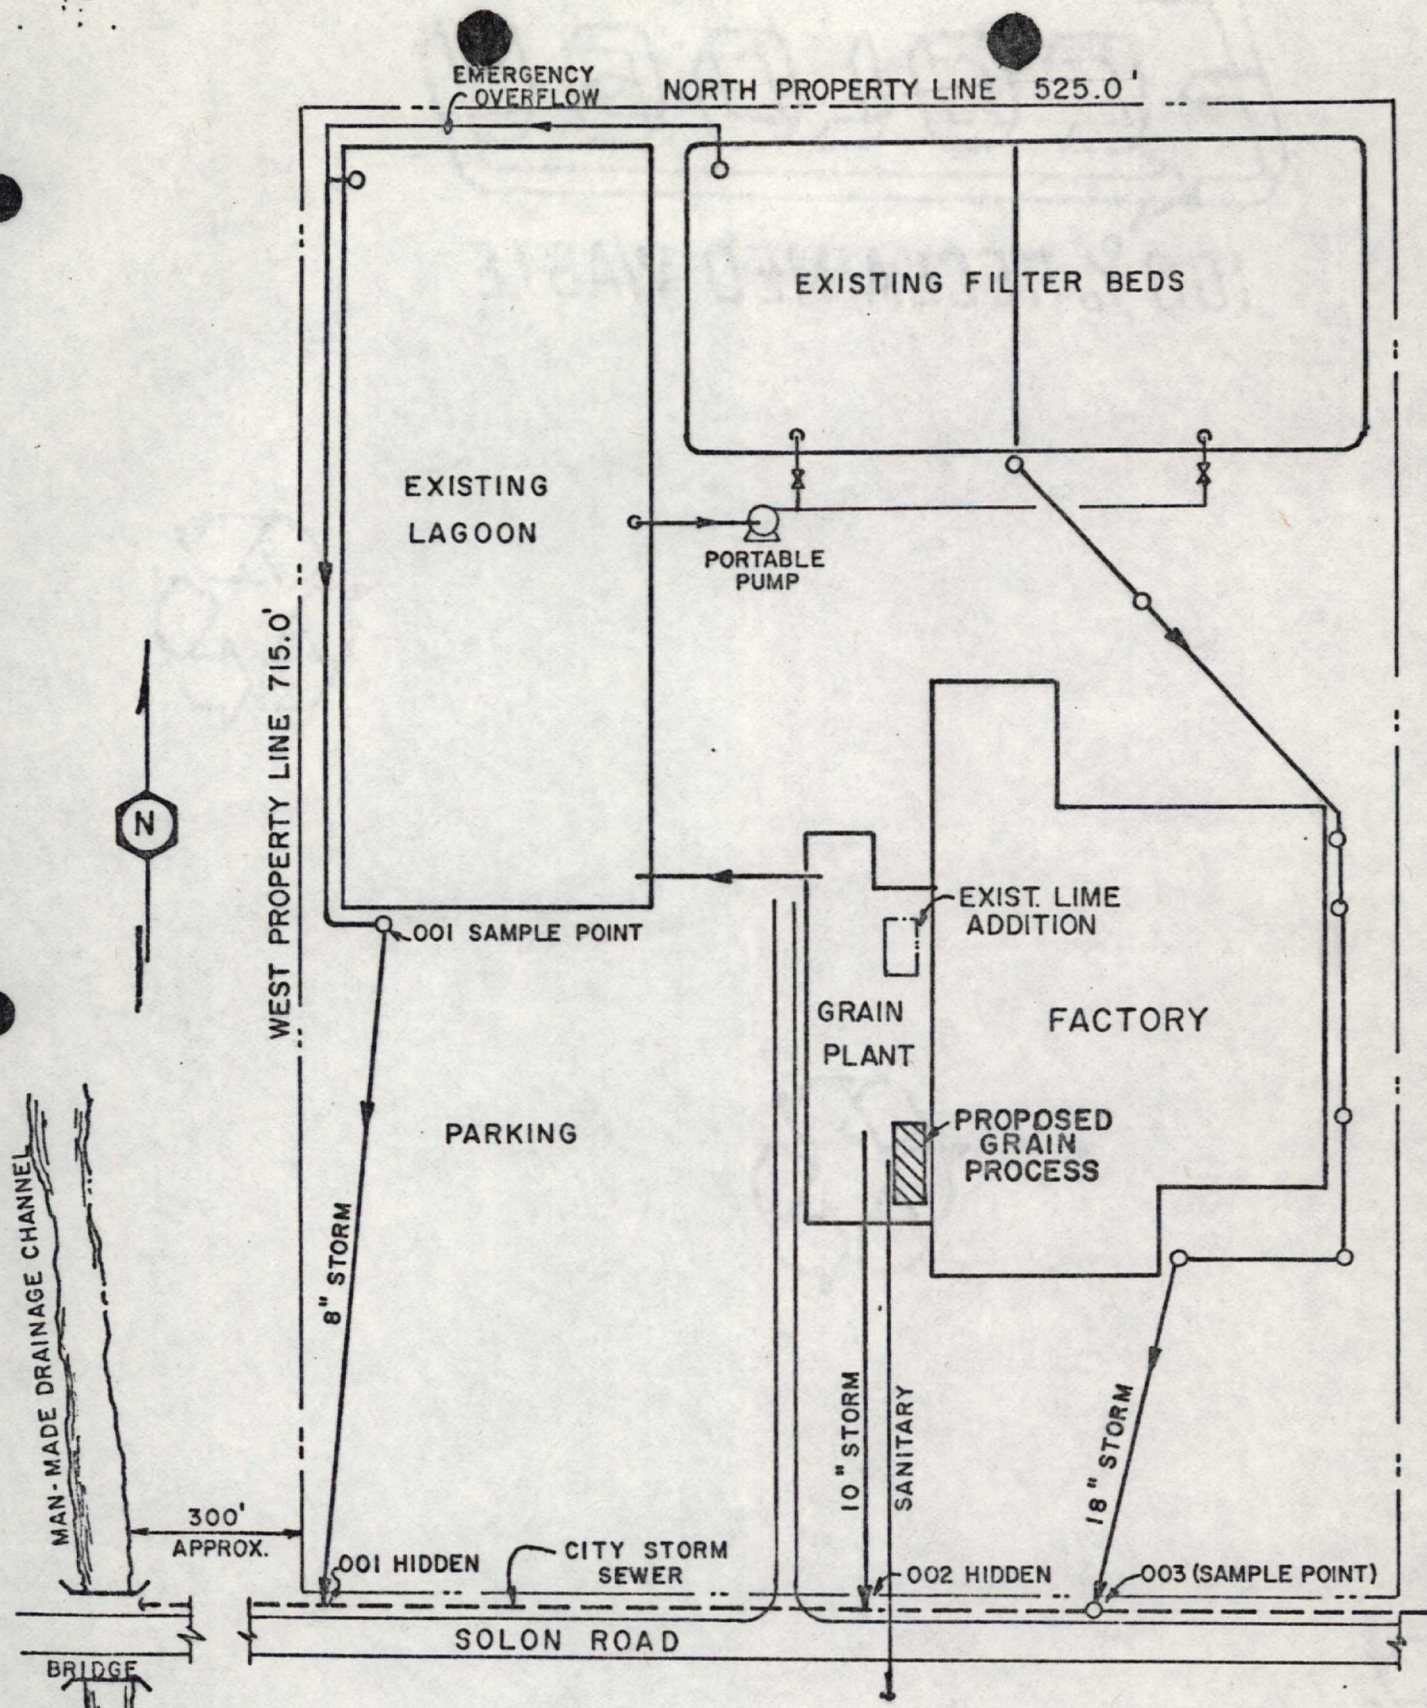 EMERGENCY
OVERFLOW
NORTH PROPERTY LINE 525.0'
EXISTING FILTER BEDS
EXISTING
LAGOON
PORTABLE
PUMP
WEST PROPERTY LINE 715.0'
N
EXIST. LIME
ADDITION
001 SAMPLE POINT
GRAIN
PLANT
FACTORY
PARKING
PROPOSED
GRAIN
PROCESS
MAN-MADE DRAINAGE CHANNEL
8" STORM
10" STORM
SANITARY
18" STORM
300'
APPROX.
001 HIDDEN
CITY STORM
SEWER
002 HIDDEN
003 (SAMPLE POINT)
SOLON ROAD
BRIDGE